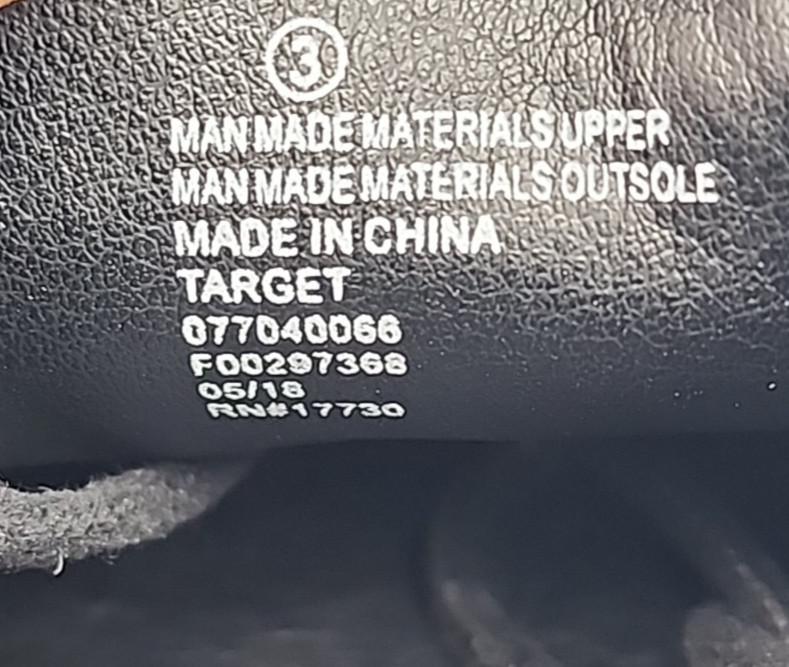 3
MAN MADE MATERIALS UPPER
MAN MADE MATERIALS OUTSOLE
MADE IN CHINA
TARGET
077040066
F00297368
05/18
RN#17730